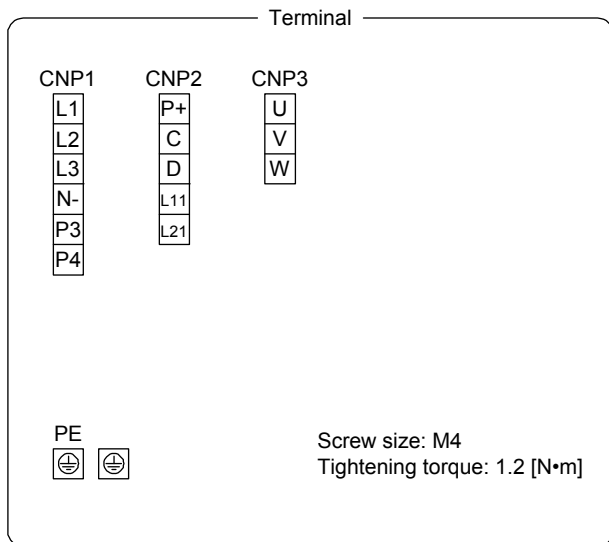 Terminal
CNP1 CNP2 CNP3
L1 P+ U
L2 C V
L3 D W
N- L11
P3 L21
P4
PE
Screw size: M4
Tightening torque: 1.2 [N•m]